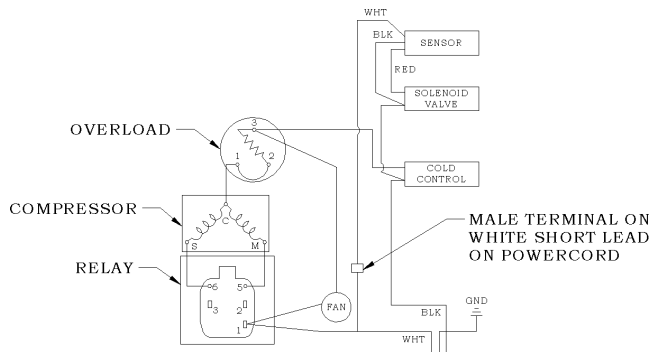 WHT
BLK
SENSOR
RED
SOLENOID
VALVE
OVERLOAD
3
1
2
COLD
CONTROL
COMPRESSOR
C
S
M
MALE TERMINAL ON
WHITE SHORT LEAD
ON POWERCORD
RELAY
6
5
3
2
1
FAN
BLK
GND
WHT